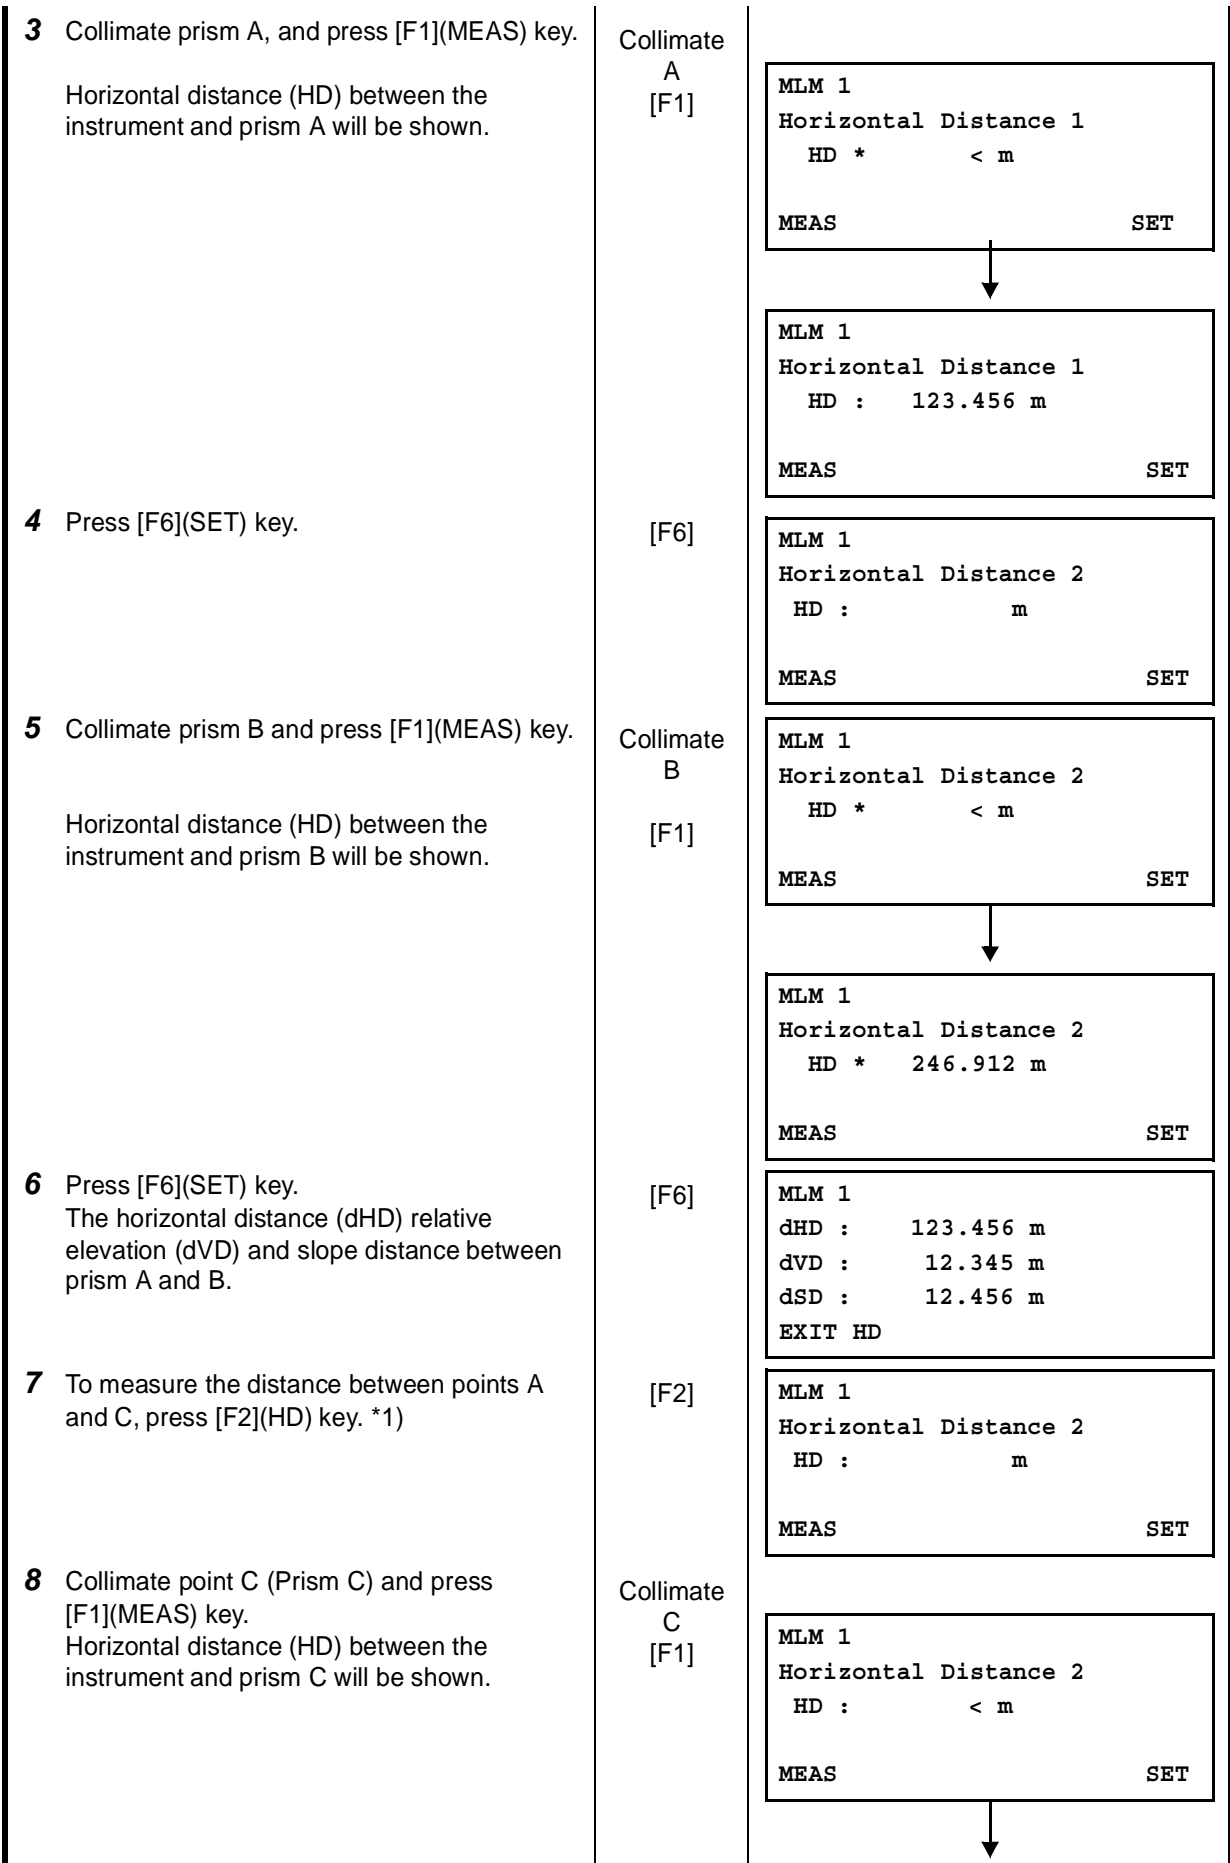 3 Collimate prism A, and press [F1](MEAS) key.
Horizontal distance (HD) between the
instrument and prism A will be shown.
Collimate
A
[F1]
MLM 1
Horizontal Distance 1
HD * < m
MEAS SET
MLM 1
Horizontal Distance 1
HD : 123.456 m
MEAS SET
4 Press [F6](SET) key.
[F6]
MLM 1
Horizontal Distance 2
HD : m
MEAS SET
5 Collimate prism B and press [F1](MEAS) key.
Horizontal distance (HD) between the
instrument and prism B will be shown.
Collimate
B
[F1]
MLM 1
Horizontal Distance 2
HD * < m
MEAS SET
MLM 1
Horizontal Distance 2
HD * 246.912 m
MEAS SET
6 Press [F6](SET) key.
The horizontal distance (dHD) relative
elevation (dVD) and slope distance between
prism A and B.
[F6]
MLM 1
dHD : 123.456 m
dVD : 12.345 m
dSD : 12.456 m
EXIT HD
7 To measure the distance between points A
and C, press [F2](HD) key. *1)
[F2]
MLM 1
Horizontal Distance 2
HD : m
MEAS SET
8 Collimate point C (Prism C) and press
[F1](MEAS) key.
Horizontal distance (HD) between the
instrument and prism C will be shown.
Collimate
C
[F1]
MLM 1
Horizontal Distance 2
HD : < m
MEAS SET